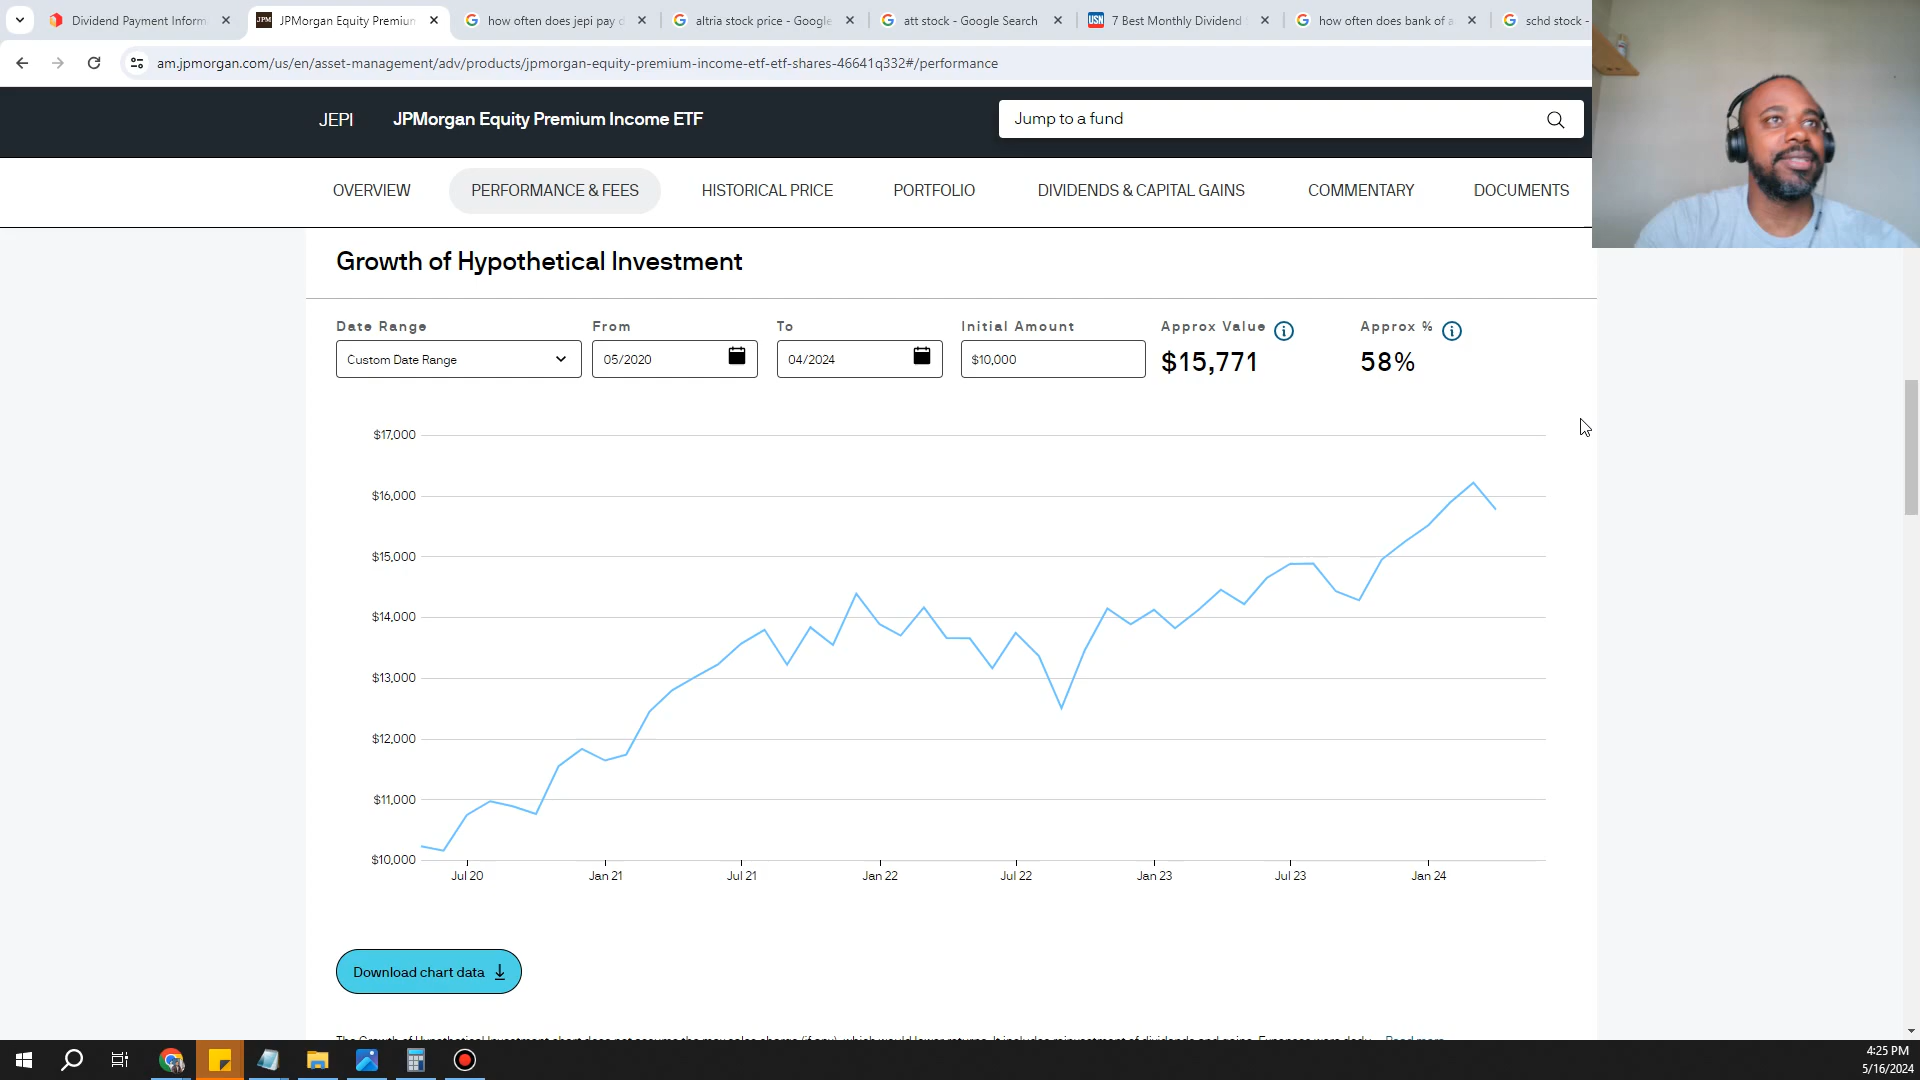 Dividend Payment Inform
JPMorgan Equity Premium
how often does jepi pay d
altria stock price - Google
att stock - Google Search
USN
7 Best Monthly Dividend
how often does bank of a
schd stock -
am.jpmorgan.com/us/en/asset-management/adv/products/jpmorgan-equity-premium-income-etf-etf-shares-46641q332#/performance
JEPI
JPMorgan Equity Premium Income ETF
Jump to a fund
OVERVIEW
PERFORMANCE & FEES
HISTORICAL PRICE
PORTFOLIO
DIVIDENDS & CAPITAL GAINS
COMMENTARY
DOCUMENTS
Growth of Hypothetical Investment
Date Range
From
To
Initial Amount
Approx Value
Approx %
Custom Date Range
05/2020
04/2024
$10,000
$15,771
58%
$17,000
$16,000
$15,000
$14,000
$13,000
$12,000
$11,000
$10,000
Jul 20
Jan 21
Jul 21
Jan 22
Jul 22
Jan 23
Jul 23
Jan 24
Download chart data
4:25 PM
5/16/2024